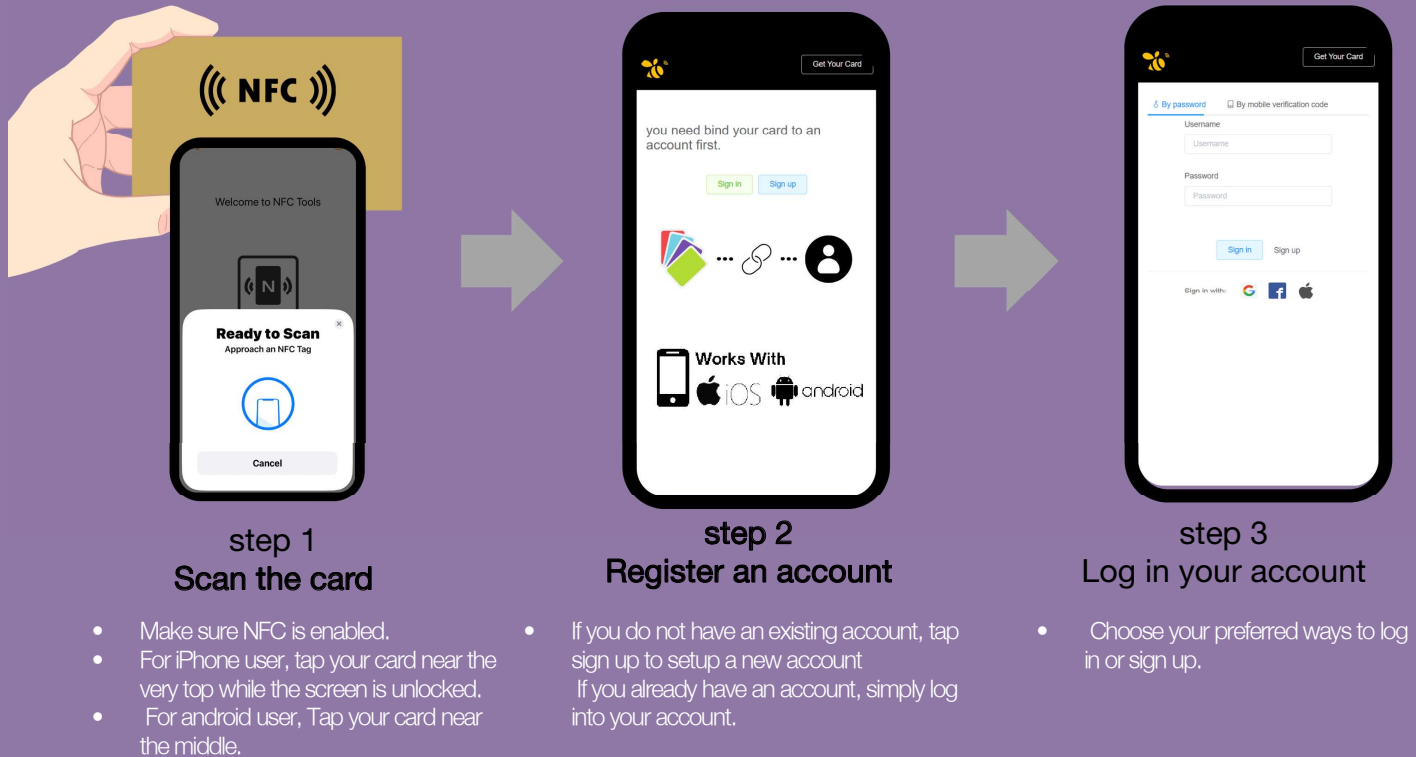 NFC
Welcome to NFC Tools
N
Ready to Scan
Approach an NFC Tag
Cancel
step 1
Scan the card
Make sure NFC is enabled.
For iPhone user, tap your card near the
very top while the screen is unlocked.
For android user, Tap your card near
the middle.
Get Your Card
you need bind your card to an
account first.
Sign in
Sign up
Works With
iOS
android
step 2
Register an account
If you do not have an existing account, tap
sign up to setup a new account
If you already have an account, simply log
into your account.
Get Your Card
By password
By mobile verification code
Username
Username
Password
Password
Sign in
Sign up
Sign in with:
step 3
Log in your account
Choose your preferred ways to log
in or sign up.